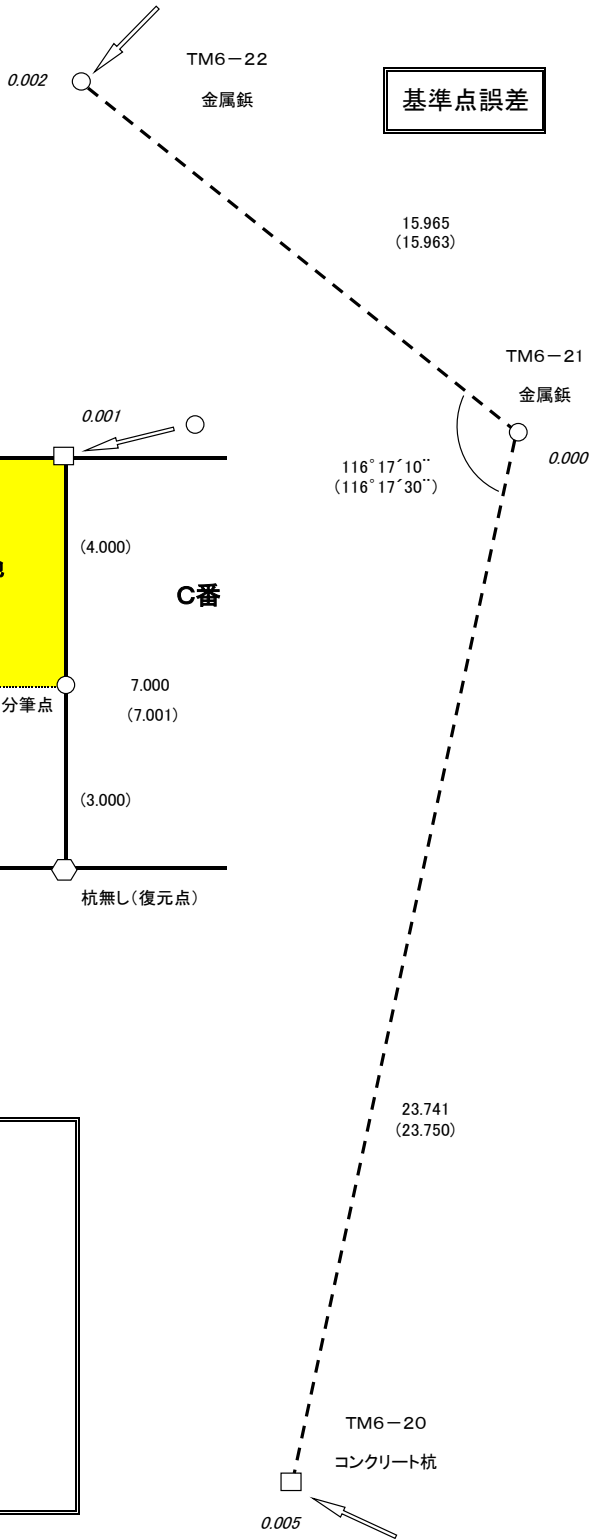 TM6-22
0.002
金属鋲
基準点誤差
15.965
(15.963)
TM6-21
金属鋲
0.001
0.000
116°17´10¨
(116°17´30¨)
(4.000)
C番
7.000
分筆点
(7.001)
(3.000)
杭無し(復元点)
23.741
(23.750)
TM6-20
コンクリート杭
0.005